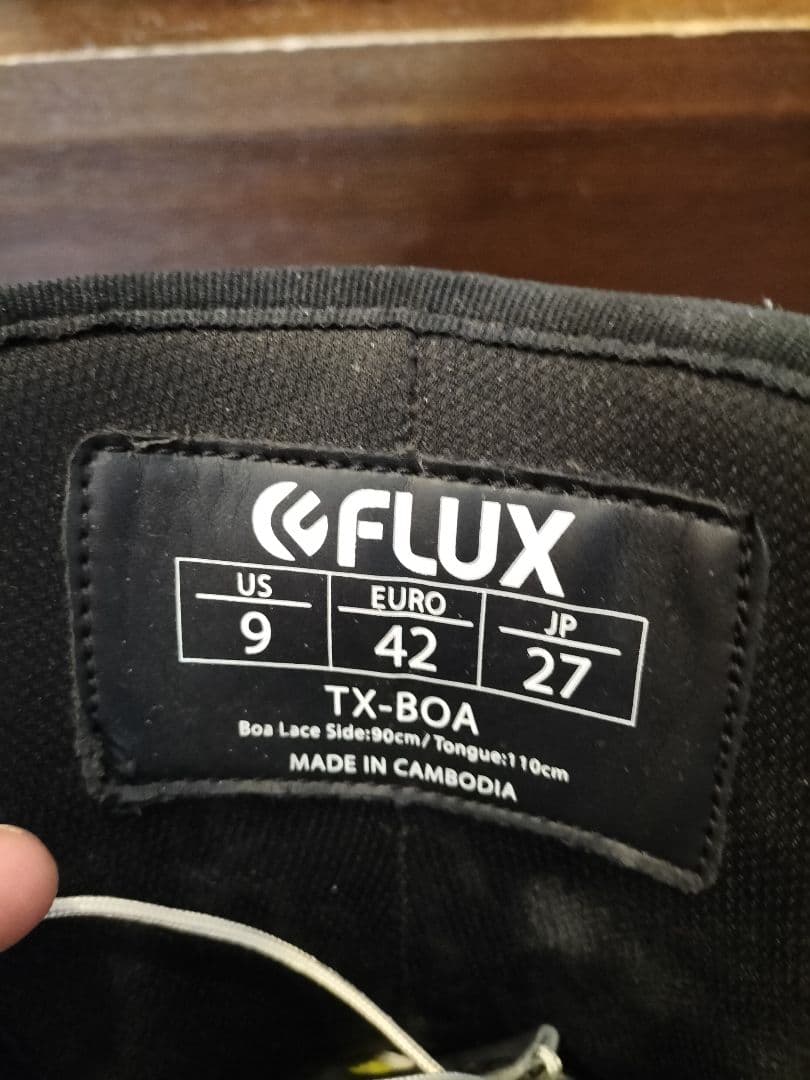 FLUX
US EURO JP
9 42 27
TX-BOA
Boa Lace Side:90cm/Tongue:110cm
MADE IN CAMBODIA